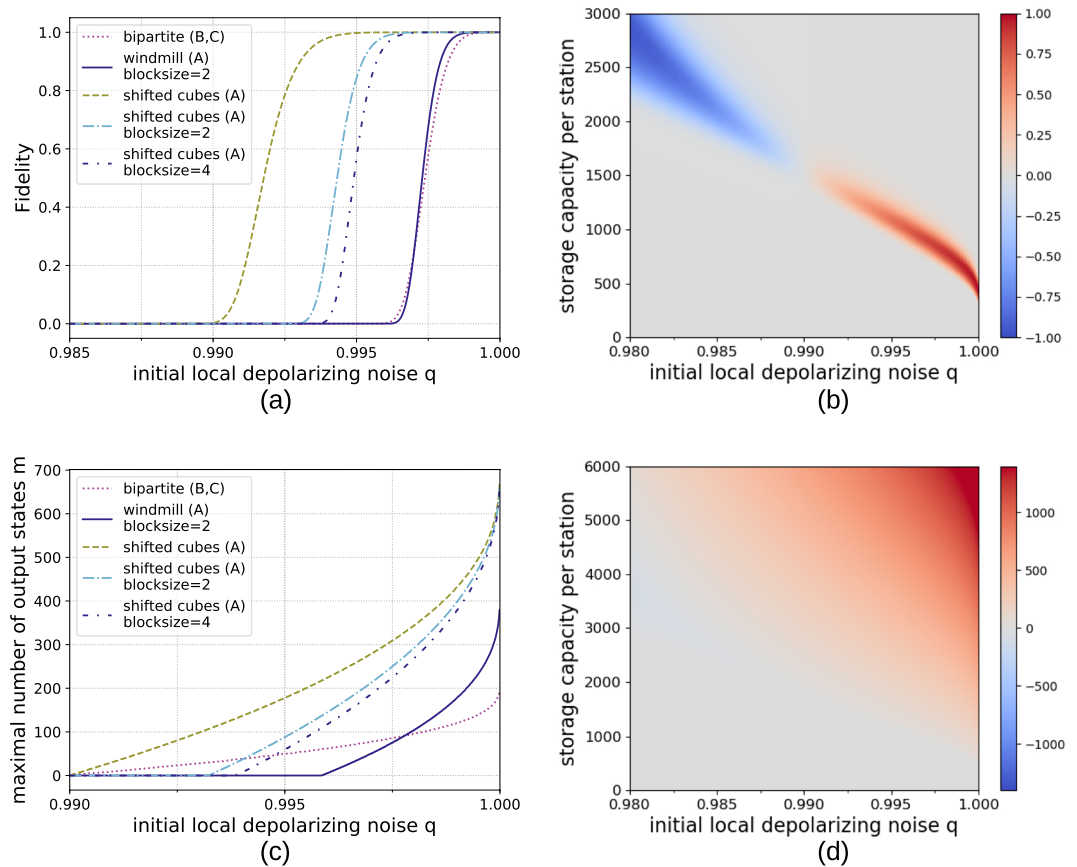 1.0
0.8
0.6
0.4
0.2
0.0
Fidelity
bipartite (B,C)
windmill (A)
blocksize=2
shifted cubes (A)
shifted cubes (A)
blocksize=2
shifted cubes (A)
blocksize=4
0.985
0.990
0.995
1.000
initial local depolarizing noise q
(a)
3000
2500
2000
1500
1000
500
0
storage capacity per station
0.980
0.985
0.990
0.995
1.000
initial local depolarizing noise q
1.00
0.75
0.50
0.25
0.00
−0.25
−0.50
−0.75
−1.00
(b)
700
600
500
400
300
200
100
0
maximal number of output states m
bipartite (B,C)
windmill (A)
blocksize=2
shifted cubes (A)
shifted cubes (A)
blocksize=2
shifted cubes (A)
blocksize=4
0.990
0.995
1.000
initial local depolarizing noise q
(c)
6000
5000
4000
3000
2000
1000
0
storage capacity per station
0.980
0.985
0.990
0.995
1.000
initial local depolarizing noise q
1000
500
0
−500
−1000
(d)